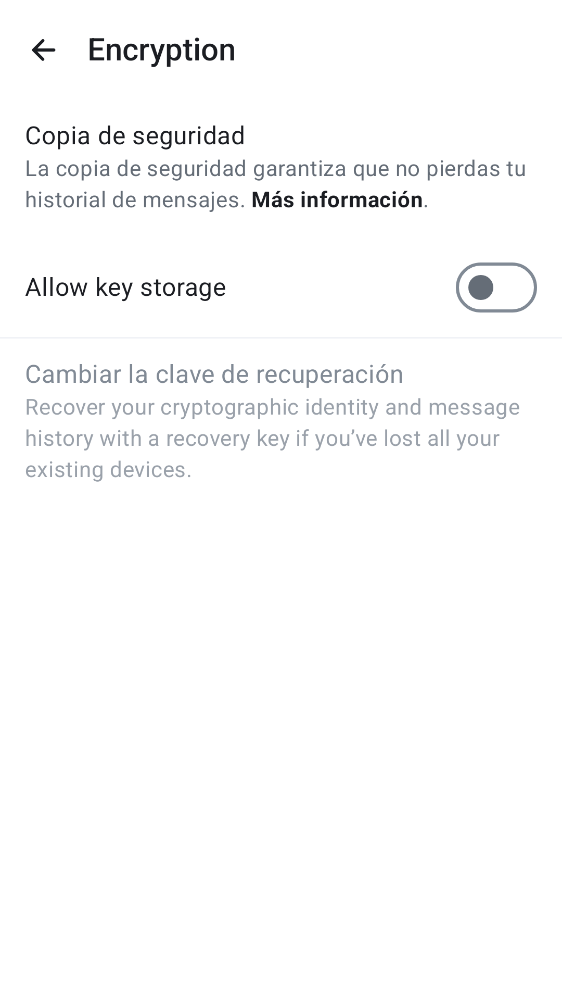 Encryption
Copia de seguridad
La copia de seguridad garantiza que no pierdas tu
historial de mensajes. Más información.
Allow key storage
Cambiar la clave de recuperación
Recover your cryptographic identity and message
history with a recovery key if you’ve lost all your
existing devices.